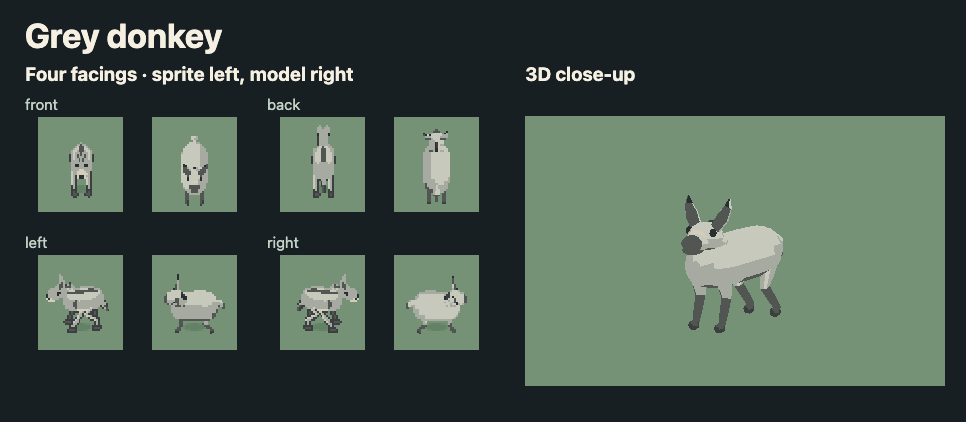 Grey donkey
Four facings · sprite left, model right
3D close-up
front
back
left
right